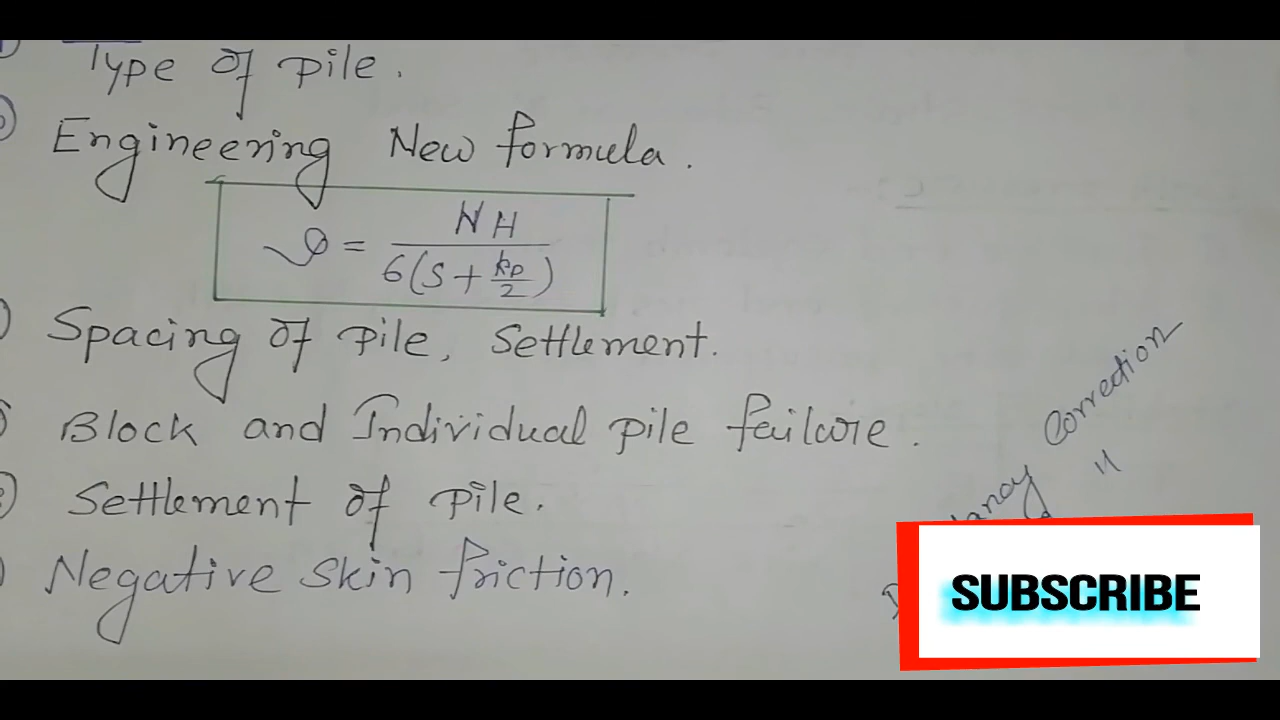 Type of pile.
Engineering New formula.
Q = WH / 6(S + kp/2)
Spacing of pile, Settlement.
Block and Individual pile failure.
Settlement of pile.
Negative skin friction.
Correction
SUBSCRIBE